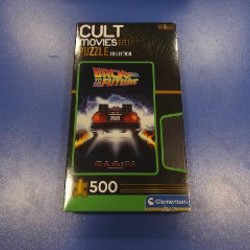 CULT
MOVIES
PUZZLE
COLLECTION
BACK
TO THE
FUTURE
500
Clementoni